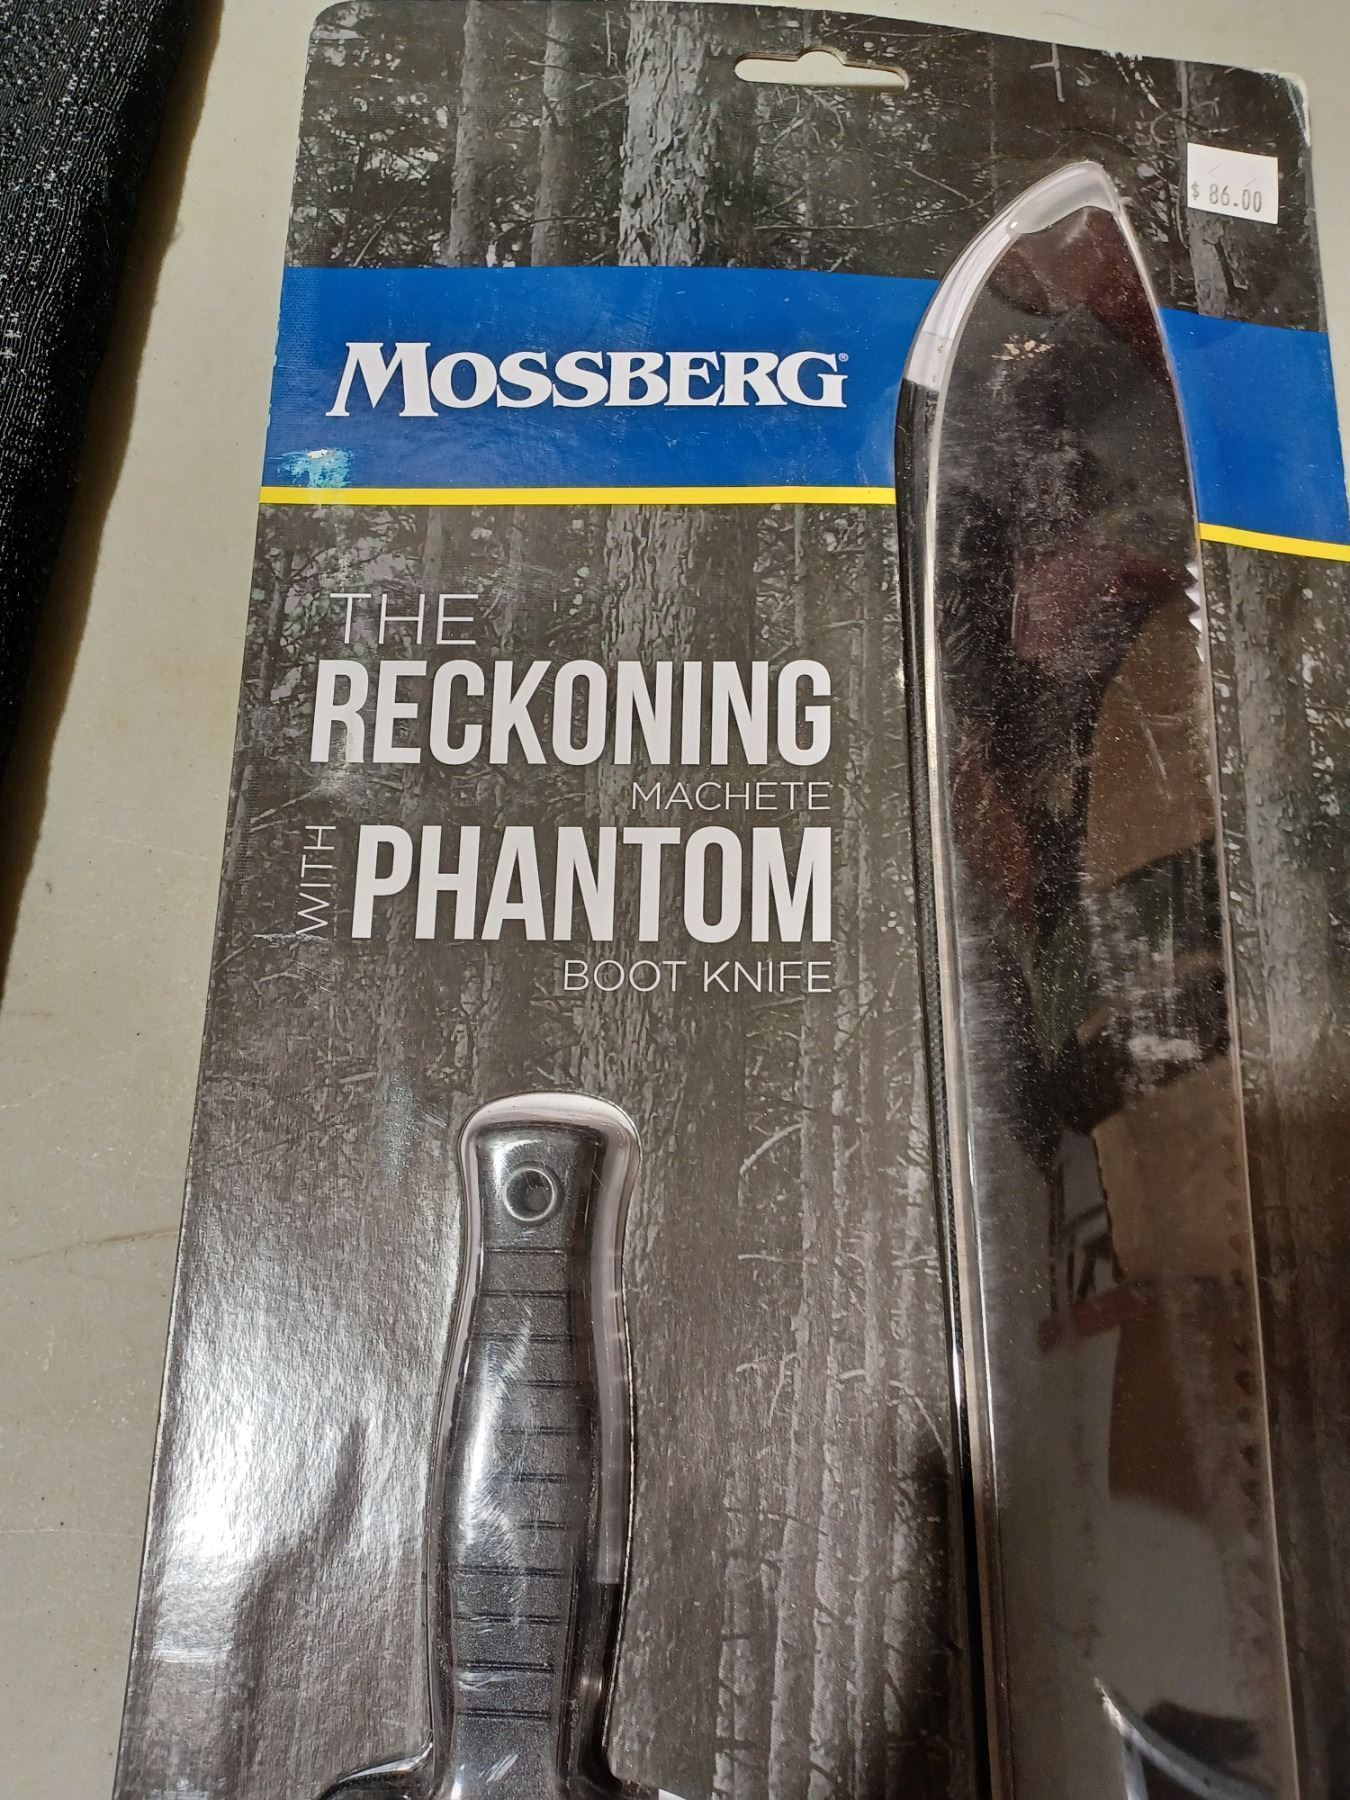 $ 86.00
MOSSBERG®
THE
RECKONING
MACHETE
WITH
PHANTOM
BOOT KNIFE